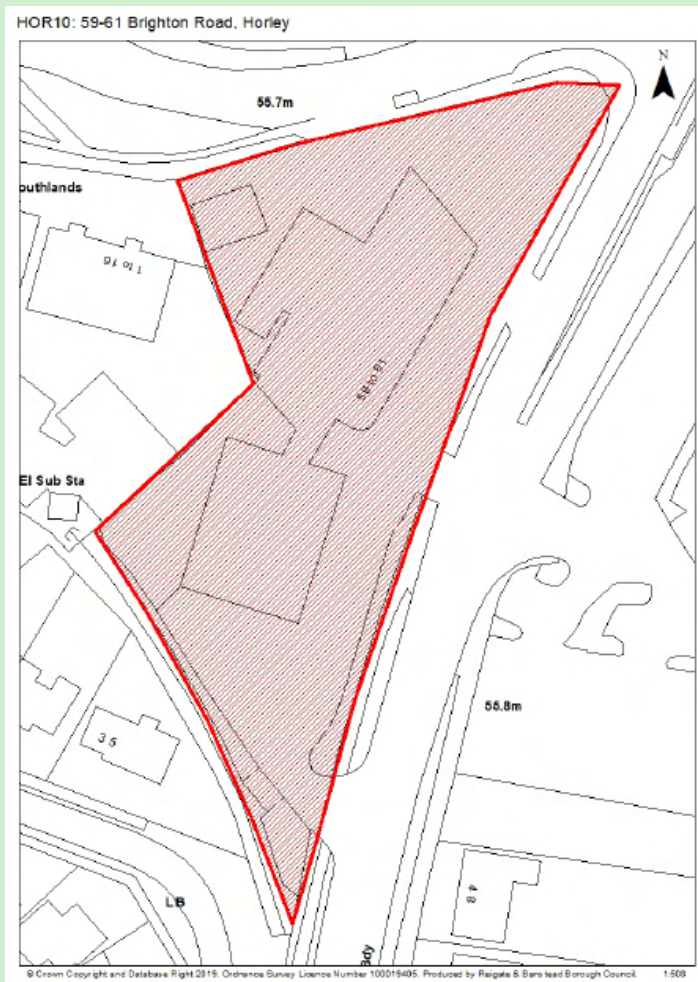 HOR10: 59-61 Brighton Road, Horley
N
55.7m
outhlands
1 to 16
59 to 61
El Sub Sta
55.8m
35
LB
48
Bdy
© Crown Copyright and Database Right 2019. Ordnance Survey Licence Number 100019405. Produced by Reigate & Banstead Borough Council. 1:508